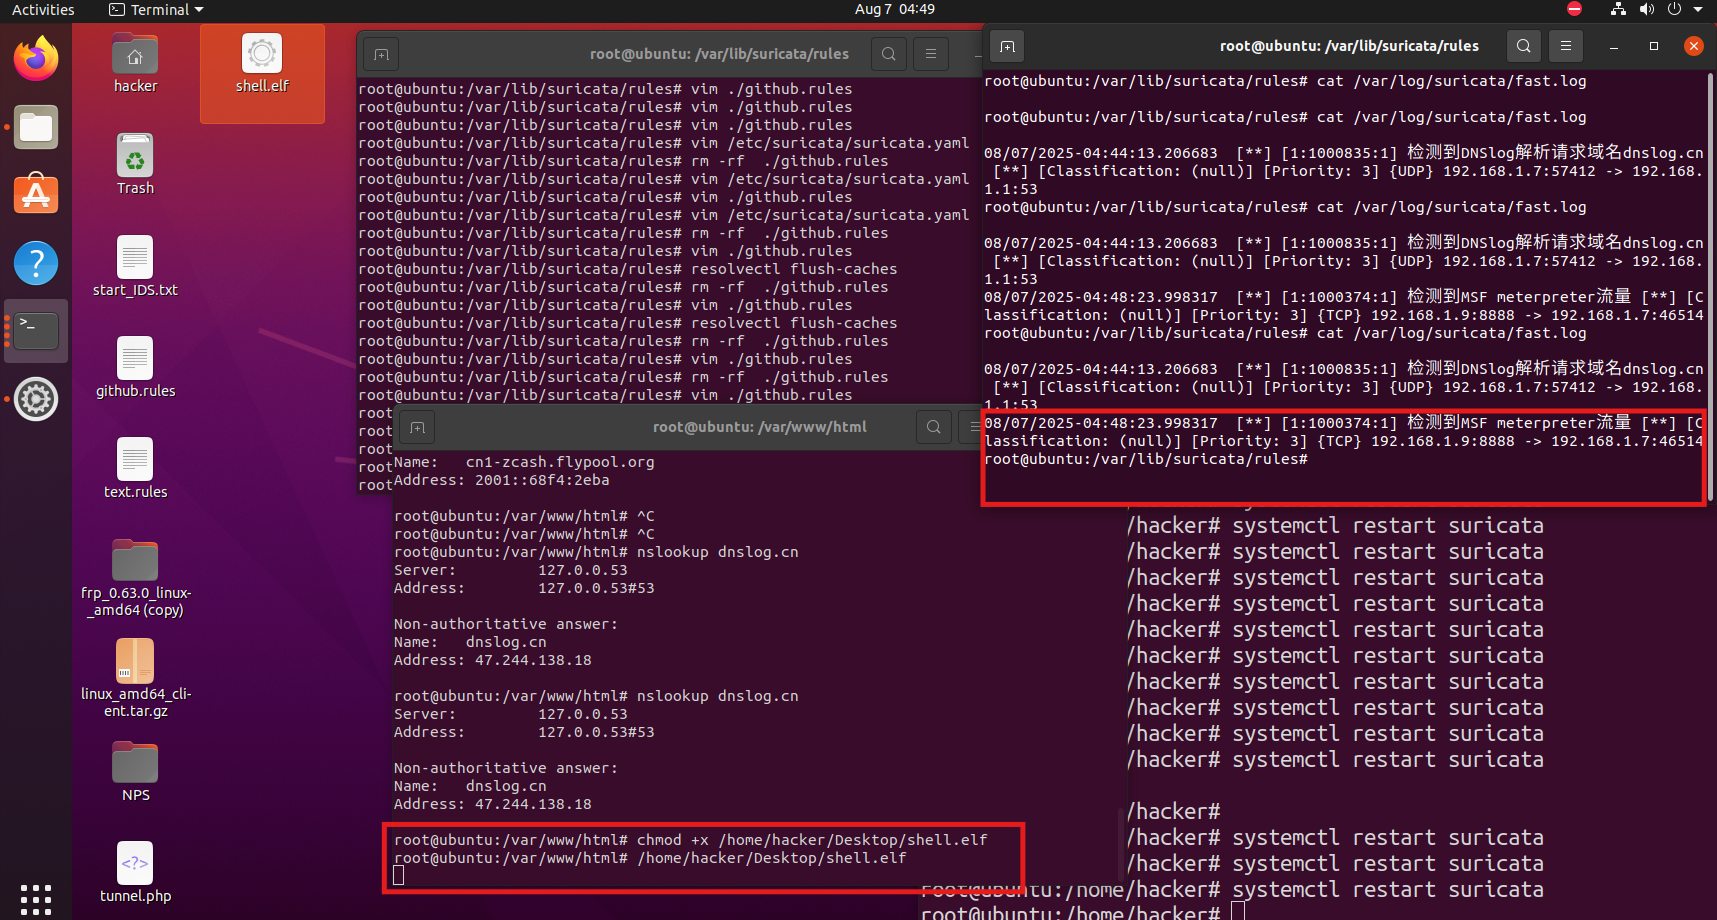 Activities
Terminal
Aug 7 04:49
hacker
shell.elf
Trash
start_IDS.txt
github.rules
text.rules
frp_0.63.0_linux-
_amd64 (copy)
linux_amd64_cli-
ent.tar.gz
NPS
tunnel.php
root@ubuntu: /var/lib/suricata/rules
root@ubuntu:/var/lib/suricata/rules# vim ./github.rules
root@ubuntu:/var/lib/suricata/rules# vim ./github.rules
root@ubuntu:/var/lib/suricata/rules# vim ./github.rules
root@ubuntu:/var/lib/suricata/rules# vim /etc/suricata/suricata.yaml
root@ubuntu:/var/lib/suricata/rules# rm -rf  ./github.rules
root@ubuntu:/var/lib/suricata/rules# vim /etc/suricata/suricata.yaml
root@ubuntu:/var/lib/suricata/rules# vim ./github.rules
root@ubuntu:/var/lib/suricata/rules# vim /etc/suricata/suricata.yaml
root@ubuntu:/var/lib/suricata/rules# rm -rf  ./github.rules
root@ubuntu:/var/lib/suricata/rules# vim ./github.rules
root@ubuntu:/var/lib/suricata/rules# resolvectl flush-caches
root@ubuntu:/var/lib/suricata/rules# rm -rf  ./github.rules
root@ubuntu:/var/lib/suricata/rules# vim ./github.rules
root@ubuntu:/var/lib/suricata/rules# resolvectl flush-caches
root@ubuntu:/var/lib/suricata/rules# rm -rf  ./github.rules
root@ubuntu:/var/lib/suricata/rules# vim ./github.rules
root@ubuntu:/var/lib/suricata/rules# rm -rf  ./github.rules
root@ubuntu:/var/lib/suricata/rules# vim ./github.rules
root
root
root
root
root
root@ubuntu: /var/www/html
Name:   cn1-zcash.flypool.org
Address: 2001::68f4:2eba
root@ubuntu:/var/www/html# ^C
root@ubuntu:/var/www/html# ^C
root@ubuntu:/var/www/html# nslookup dnslog.cn
Server:         127.0.0.53
Address:        127.0.0.53#53
Non-authoritative answer:
Name:   dnslog.cn
Address: 47.244.138.18
root@ubuntu:/var/www/html# nslookup dnslog.cn
Server:         127.0.0.53
Address:        127.0.0.53#53
Non-authoritative answer:
Name:   dnslog.cn
Address: 47.244.138.18
root@ubuntu:/var/www/html# chmod +x /home/hacker/Desktop/shell.elf
root@ubuntu:/var/www/html# /home/hacker/Desktop/shell.elf
root@ubuntu: /var/lib/suricata/rules
root@ubuntu:/var/lib/suricata/rules# cat /var/log/suricata/fast.log
root@ubuntu:/var/lib/suricata/rules# cat /var/log/suricata/fast.log
08/07/2025-04:44:13.206683  [**] [1:1000835:1] 检测到DNSlog解析请求域名dnslog.cn
[**] [Classification: (null)] [Priority: 3] {UDP} 192.168.1.7:57412 -> 192.168.
1.1:53
root@ubuntu:/var/lib/suricata/rules# cat /var/log/suricata/fast.log
08/07/2025-04:44:13.206683  [**] [1:1000835:1] 检测到DNSlog解析请求域名dnslog.cn
[**] [Classification: (null)] [Priority: 3] {UDP} 192.168.1.7:57412 -> 192.168.
1.1:53
08/07/2025-04:48:23.998317  [**] [1:1000374:1] 检测到MSF meterpreter流量 [**] [C
lassification: (null)] [Priority: 3] {TCP} 192.168.1.9:8888 -> 192.168.1.7:46514
root@ubuntu:/var/lib/suricata/rules# cat /var/log/suricata/fast.log
08/07/2025-04:44:13.206683  [**] [1:1000835:1] 检测到DNSlog解析请求域名dnslog.cn
[**] [Classification: (null)] [Priority: 3] {UDP} 192.168.1.7:57412 -> 192.168.
1.1:53
08/07/2025-04:48:23.998317  [**] [1:1000374:1] 检测到MSF meterpreter流量 [**] [C
lassification: (null)] [Priority: 3] {TCP} 192.168.1.9:8888 -> 192.168.1.7:46514
root@ubuntu:/var/lib/suricata/rules#
/hacker# systemctl restart suricata
/hacker# systemctl restart suricata
/hacker# systemctl restart suricata
/hacker# systemctl restart suricata
/hacker# systemctl restart suricata
/hacker# systemctl restart suricata
/hacker# systemctl restart suricata
/hacker# systemctl restart suricata
/hacker# systemctl restart suricata
/hacker# systemctl restart suricata
/hacker#
/hacker# systemctl restart suricata
/hacker# systemctl restart suricata
root@ubuntu:/home/hacker# systemctl restart suricata
root@ubuntu:/home/hacker#